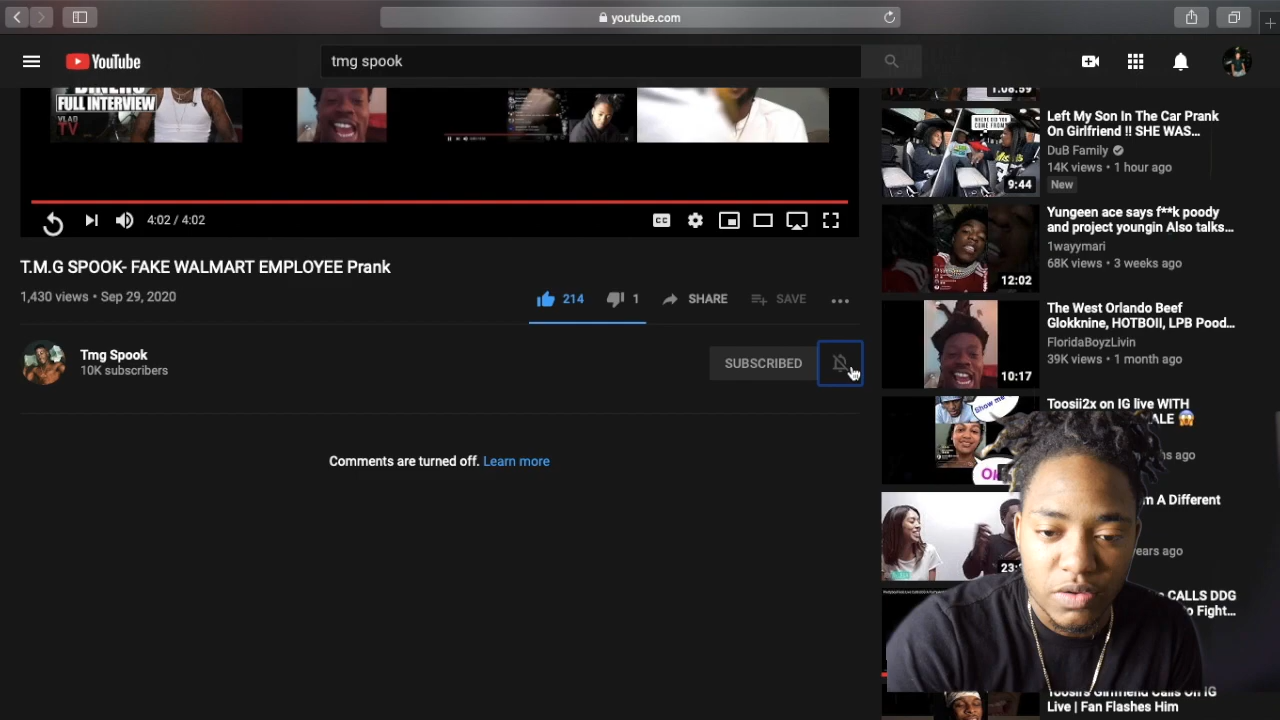 youtube.com
YouTube
tmg spook
FULL INTERVIEW
VLAD
TV
4:02 / 4:02
CC
T.M.G SPOOK- FAKE WALMART EMPLOYEE Prank
1,430 views • Sep 29, 2020
214
1
SHARE
SAVE
Tmg Spook
10K subscribers
SUBSCRIBED
Comments are turned off. Learn more
1:08:59
Left My Son In The Car Prank
On Girlfriend !! SHE WAS...
DuB Family
14K views • 1 hour ago
New
9:44
Yungeen ace says f**k poody
and project youngin Also talks...
1wayymari
68K views • 3 weeks ago
12:02
The West Orlando Beef
Glokknine, HOTBOII, LPB Pood...
FloridaBoyzLivin
39K views • 1 month ago
10:17
Toosii2x on IG live WITH
ALE 😱
ago
Show me
A Different
years ago
CALLS DDG
Fight...
Toosii's Girlfriend Calls On IG
Live | Fan Flashes Him